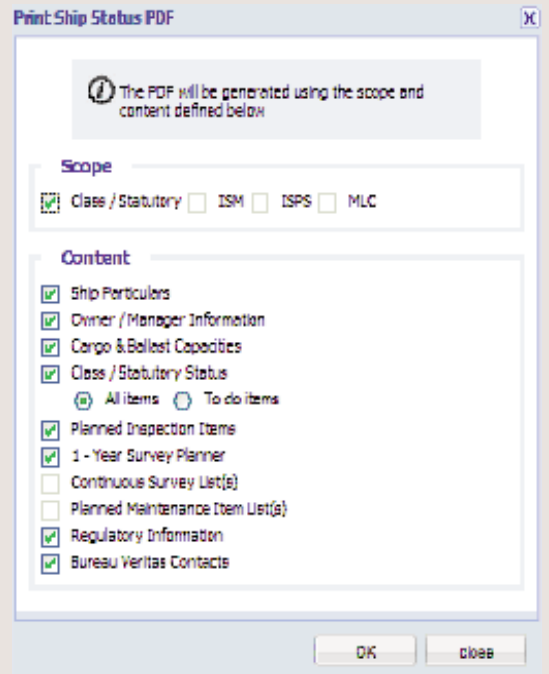 Print Ship Status PDF
The PDF will be generated using the scope and
content defined below
Scope
Class / Statutory ISM ISPS MLC
Content
Ship Particulars
Owner / Manager Information
Cargo & Ballast Capacities
Class / Statutory Status
All items To do items
Planned Inspection Items
1 - Year Survey Planner
Continuous Survey List(s)
Planned Maintenance Item List(s)
Regulatory Information
Bureau Veritas Contacts
OK close